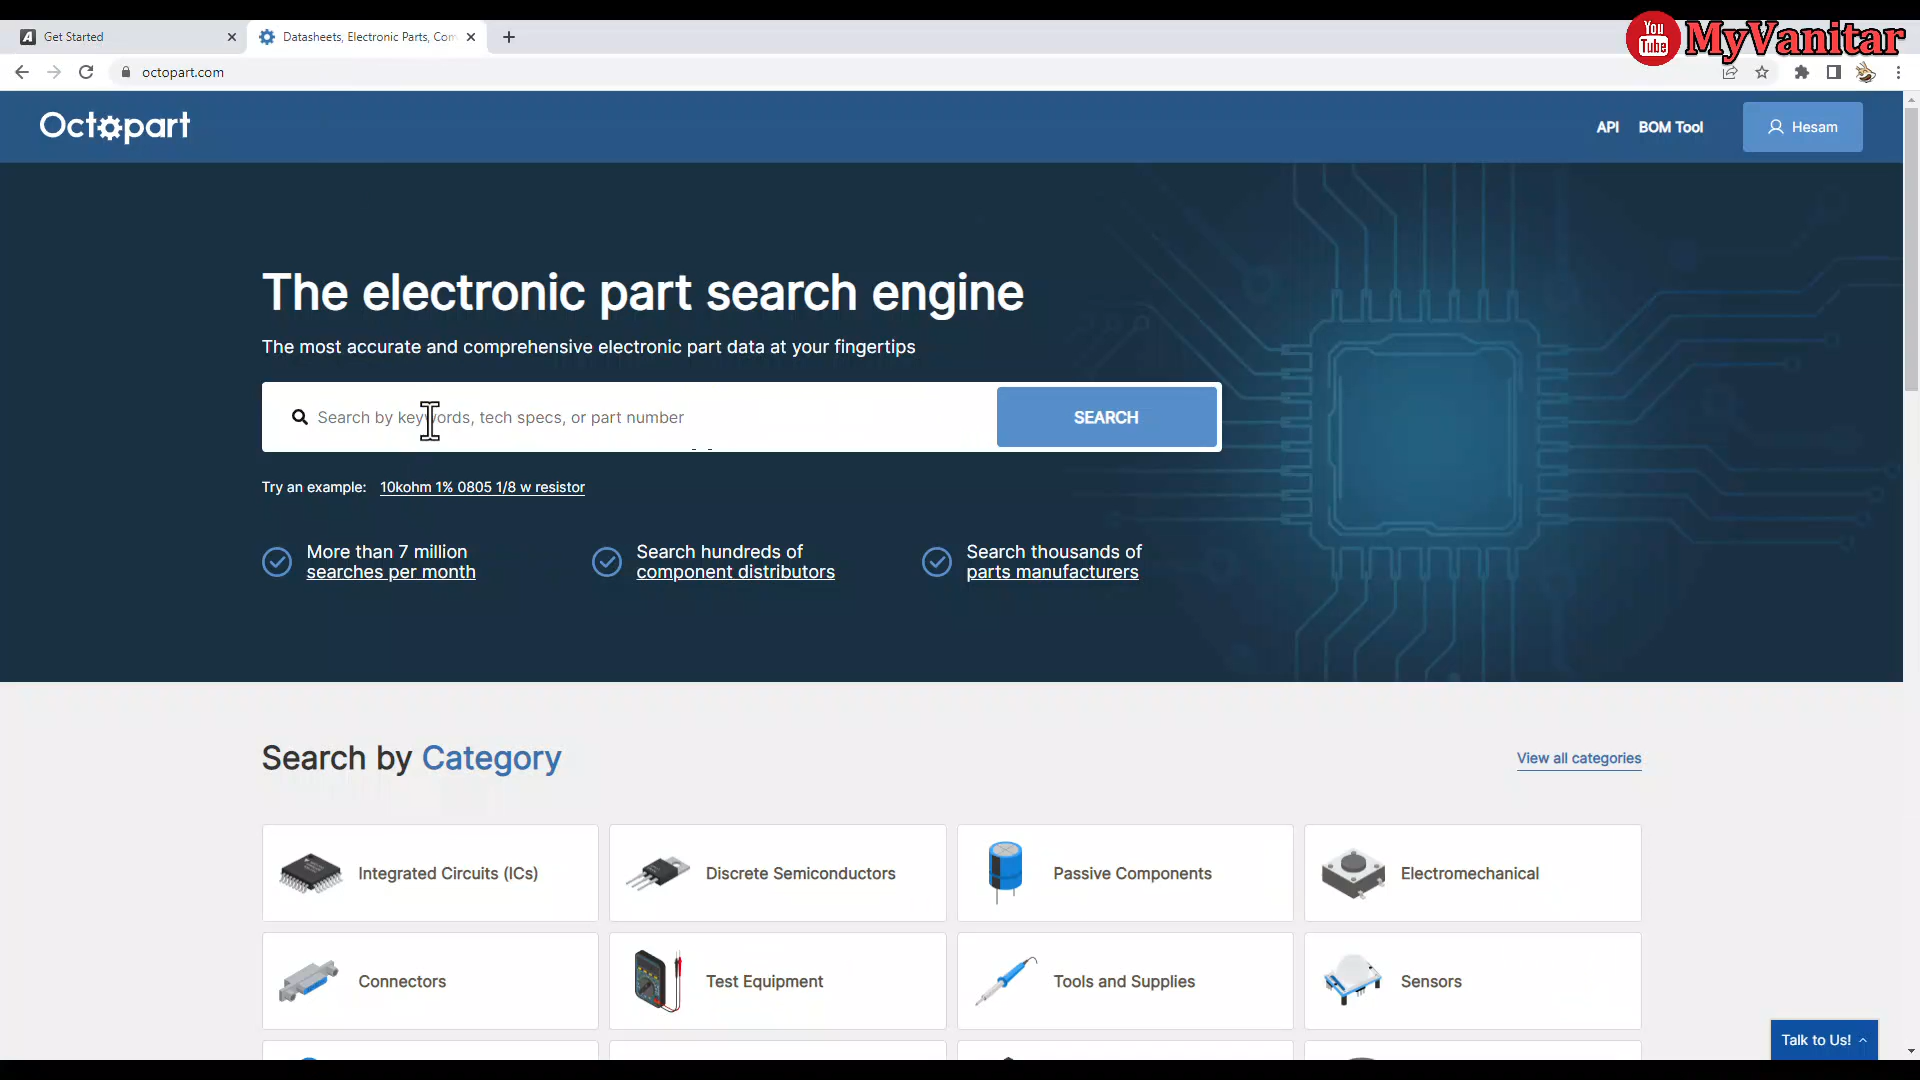 Get Started
Datasheets, Electronic Parts, Com
You Tube MyVanitar
octopart.com
Octopart
API
BOM Tool
Hesam
The electronic part search engine
The most accurate and comprehensive electronic part data at your fingertips
Search by keywords, tech specs, or part number
SEARCH
Try an example: 10kohm 1% 0805 1/8 w resistor
More than 7 million
searches per month
Search hundreds of
component distributors
Search thousands of
parts manufacturers
Search by Category
View all categories
Integrated Circuits (ICs)
Discrete Semiconductors
Passive Components
Electromechanical
Connectors
Test Equipment
Tools and Supplies
Sensors
Talk to Us!